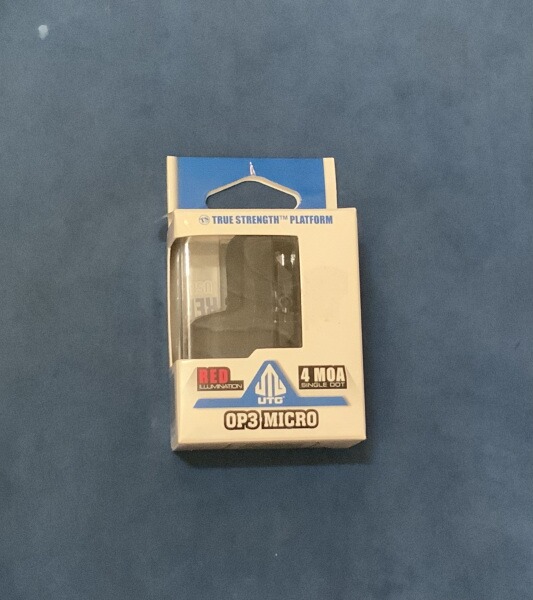 TRUE STRENGTH™ PLATFORM
RED
ILLUMINATION
4 MOA
SINGLE DOT
UTG
OP3 MICRO